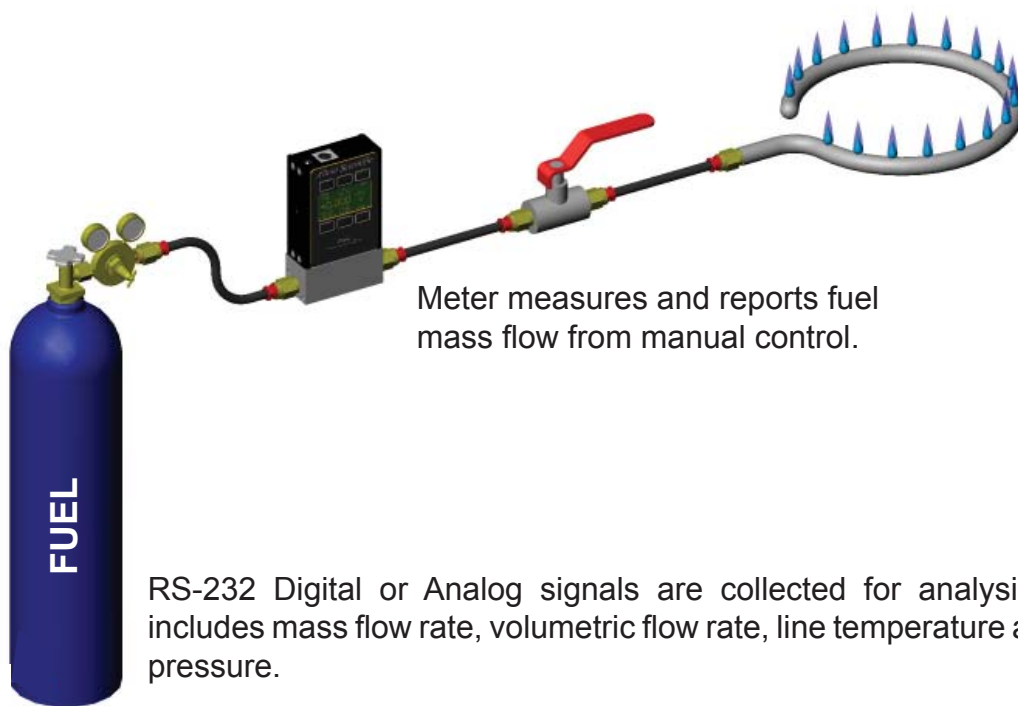 Meter measures and reports fuel
mass flow from manual control.
FUEL
RS-232 Digital or Analog signals are collected for analysi
includes mass flow rate, volumetric flow rate, line temperature a
pressure.